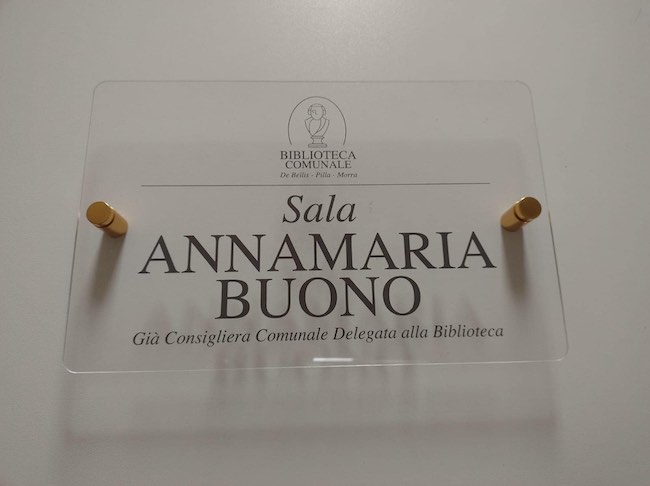 BIBLIOTECA
COMUNALE
De Bellis - Pilla - Morra
Sala
ANNAMARIA
BUONO
Già Consigliera Comunale Delegata alla Biblioteca